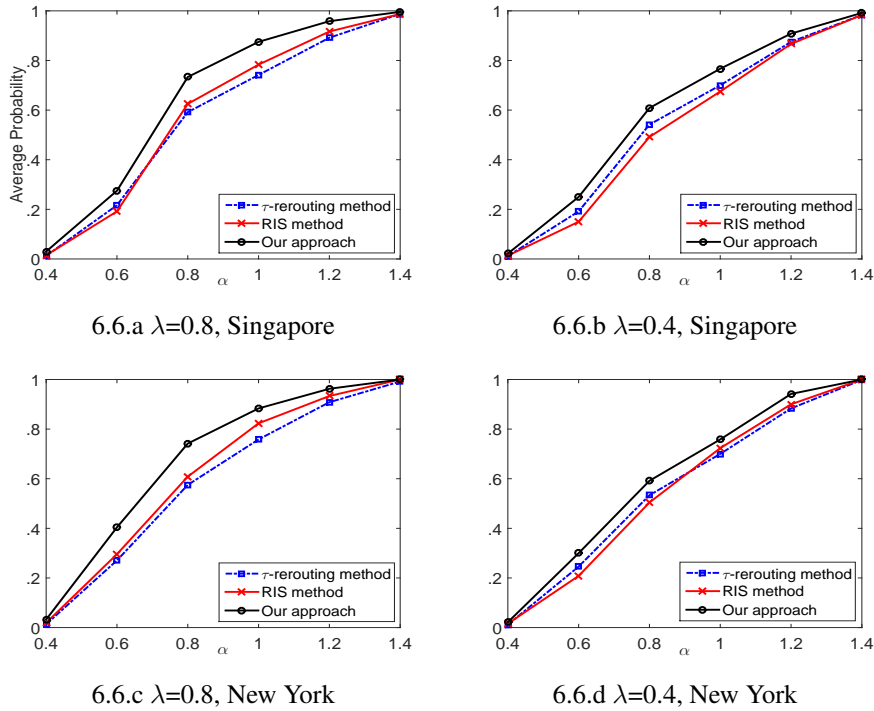 1
.8
.6
.4
.2
0
Average Probability
0.4 0.6 0.8 1 1.2 1.4
α
τ-rerouting method
RIS method
Our approach
6.6.a λ=0.8, Singapore
1
.8
.6
.4
.2
0
0.4 0.6 0.8 1 1.2 1.4
α
τ-rerouting method
RIS method
Our approach
6.6.b λ=0.4, Singapore
1
.8
.6
.4
.2
0
0.4 0.6 0.8 1 1.2 1.4
α
τ-rerouting method
RIS method
Our approach
6.6.c λ=0.8, New York
1
.8
.6
.4
.2
0
0.4 0.6 0.8 1 1.2 1.4
α
τ-rerouting method
RIS method
Our approach
6.6.d λ=0.4, New York